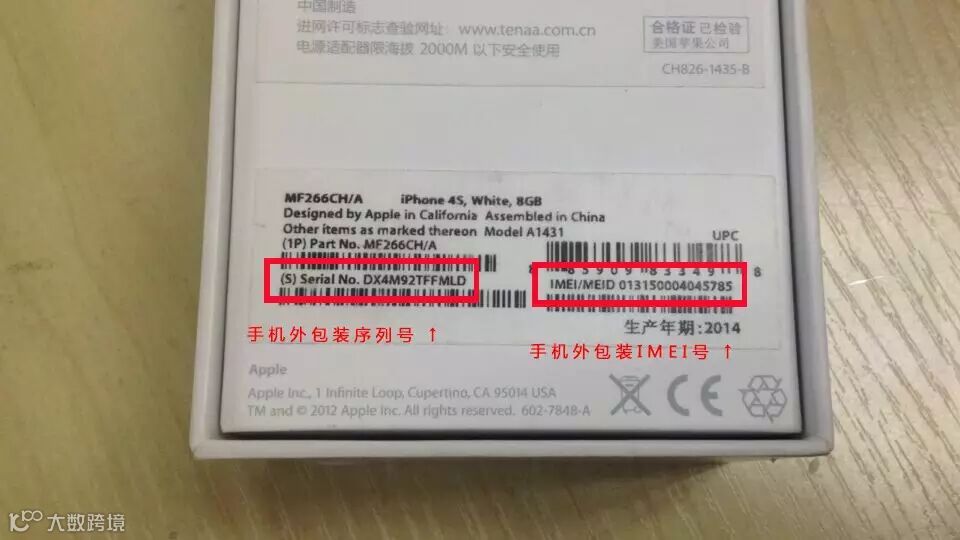 中国制造
进网许可标志查验网址: www.tenaa.com.cn
电源适配器限海拔 2000M 以下安全使用
合格证 已检验
美国苹果公司
CH826-1435-B
MF266CH/A iPhone 4S, White, 8GB
Designed by Apple in California Assembled in China
Other items as marked thereon Model A1431
(1P) Part No. MF266CH/A
UPC
8 85909 83349 8
(S) Serial No. DX4M92TFFMLD
IMEI/MEID 013150004045785
生产年期:2014
手机外包装序列号 ↑
手机外包装IMEI号 ↑
Apple
Apple Inc., 1 Infinite Loop, Cupertino, CA 95014 USA
TM and © 2012 Apple Inc. All rights reserved. 602-7848-A
大数跨境